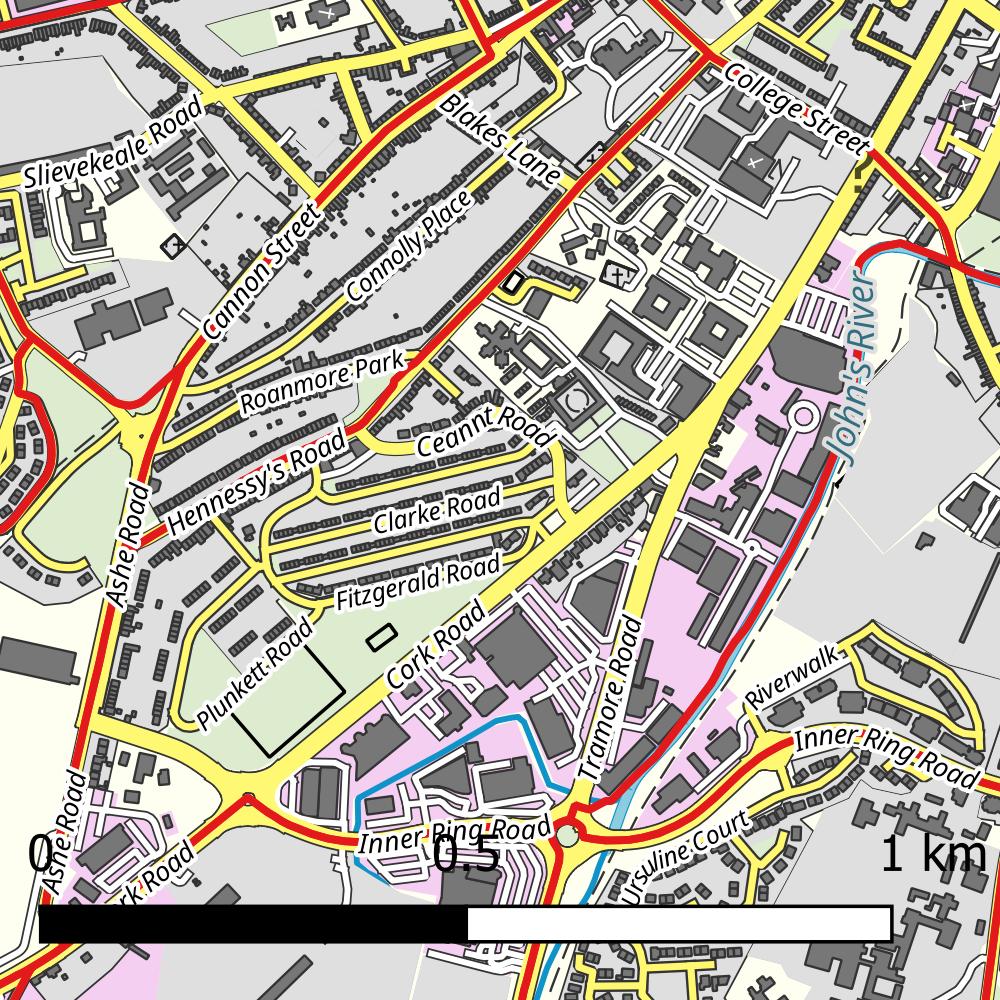 College Street
Blakes Lane
Slievekeale Road
Connolly Place
Cannon Street
John's River
Roanmore Park
Ceannt Road
Hennessy's Road
Clarke Road
Ashe Road
Fitzgerald Road
Plunkett Road
Cork Road
Tramore Road
Riverwalk
Inner Ring Road
Inner Ring Road
Ashe Road
Ursuline Court
rk Road
0
0.5
1 km